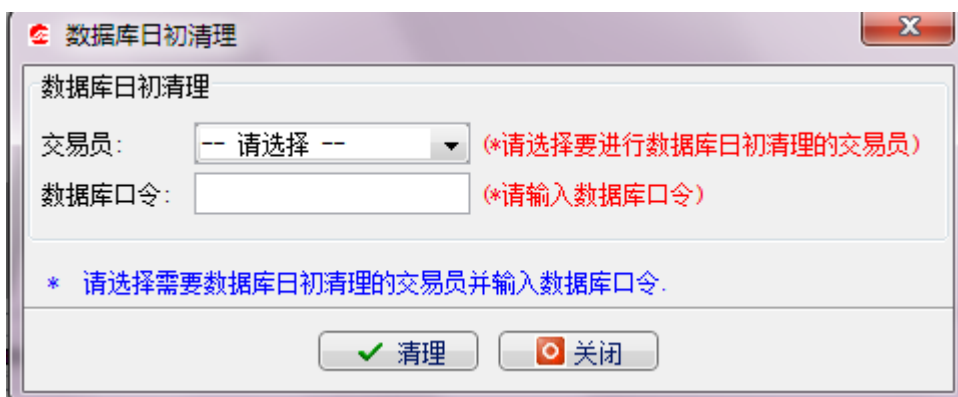 数据库日初清理
数据库日初清理
交易员: -- 请选择 -- (*请选择要进行数据库日初清理的交易员)
数据库口令: (*请输入数据库口令)
* 请选择需要数据库日初清理的交易员并输入数据库口令.
清理 关闭